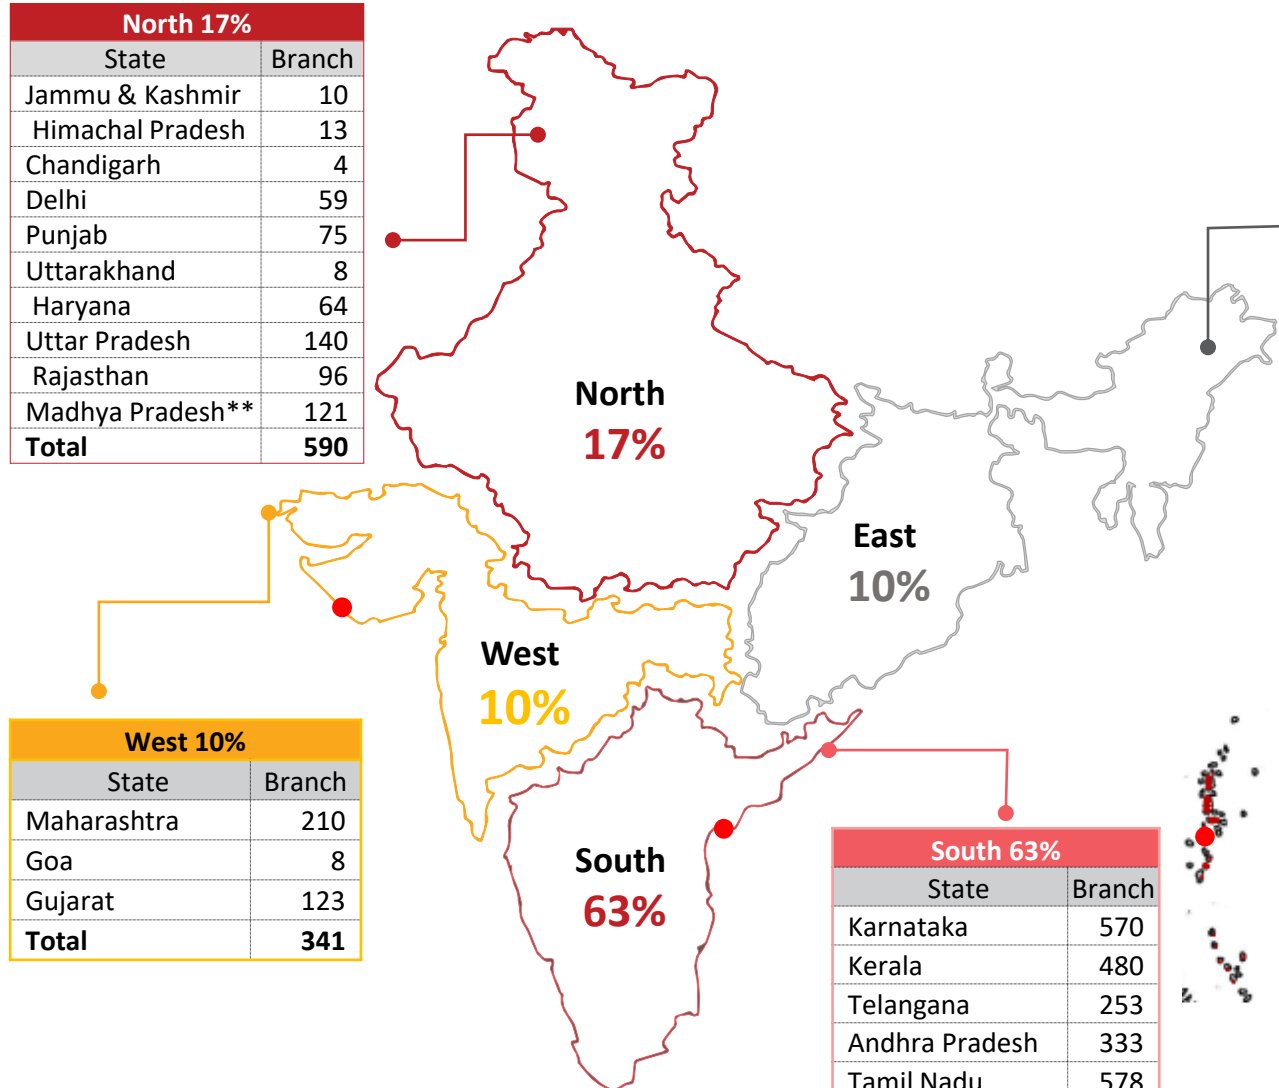 North 17%
State Branch
Jammu & Kashmir 10
Himachal Pradesh 13
Chandigarh 4
Delhi 59
Punjab 75
Uttarakhand 8
Haryana 64
Uttar Pradesh 140
Rajasthan 96
Madhya Pradesh** 121
Total 590
North
17%
East
10%
West
10%
South
63%
West 10%
State Branch
Maharashtra 210
Goa 8
Gujarat 123
Total 341
South 63%
State Branch
Karnataka 570
Kerala 480
Telangana 253
Andhra Pradesh 333
Tamil Nadu 578